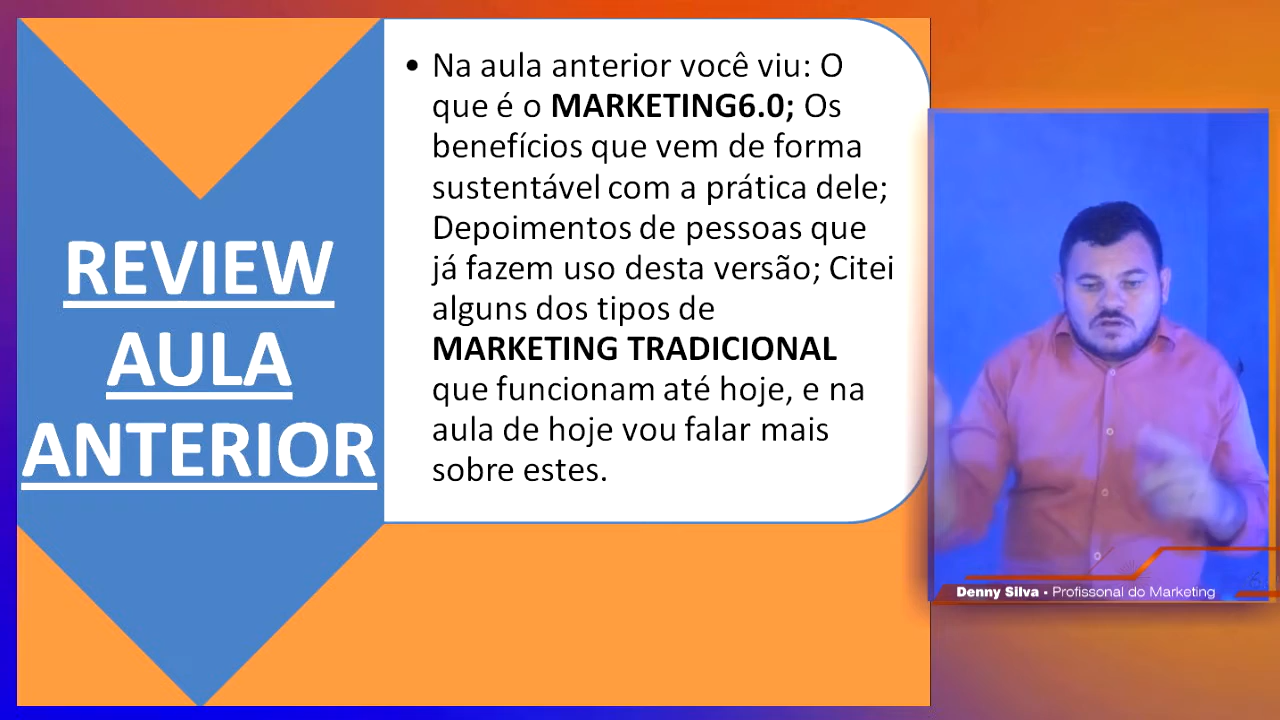 REVIEW
AULA
ANTERIOR
• Na aula anterior você viu: O
que é o MARKETING6.0; Os
benefícios que vem de forma
sustentável com a prática dele;
Depoimentos de pessoas que
já fazem uso desta versão; Citei
alguns dos tipos de
MARKETING TRADICIONAL
que funcionam até hoje, e na
aula de hoje vou falar mais
sobre estes.
Denny Silva • Profissonal do Marketing